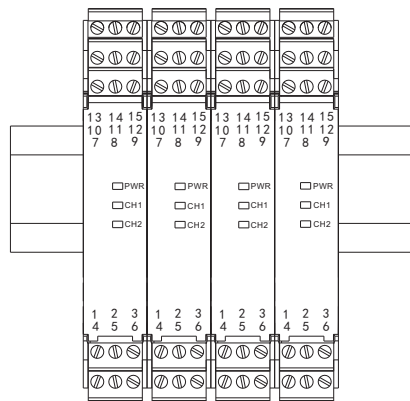 13 14 15 13 14 15 13 14 15 13 14 15
10 11 12 10 11 12 10 11 12 10 11 12
7 8 9 7 8 9 7 8 9 7 8 9
PWR PWR PWR PWR
CH1 CH1 CH1 CH1
CH2 CH2 CH2 CH2
1 2 3 1 2 3 1 2 3 1 2 3
4 5 6 4 5 6 4 5 6 4 5 6